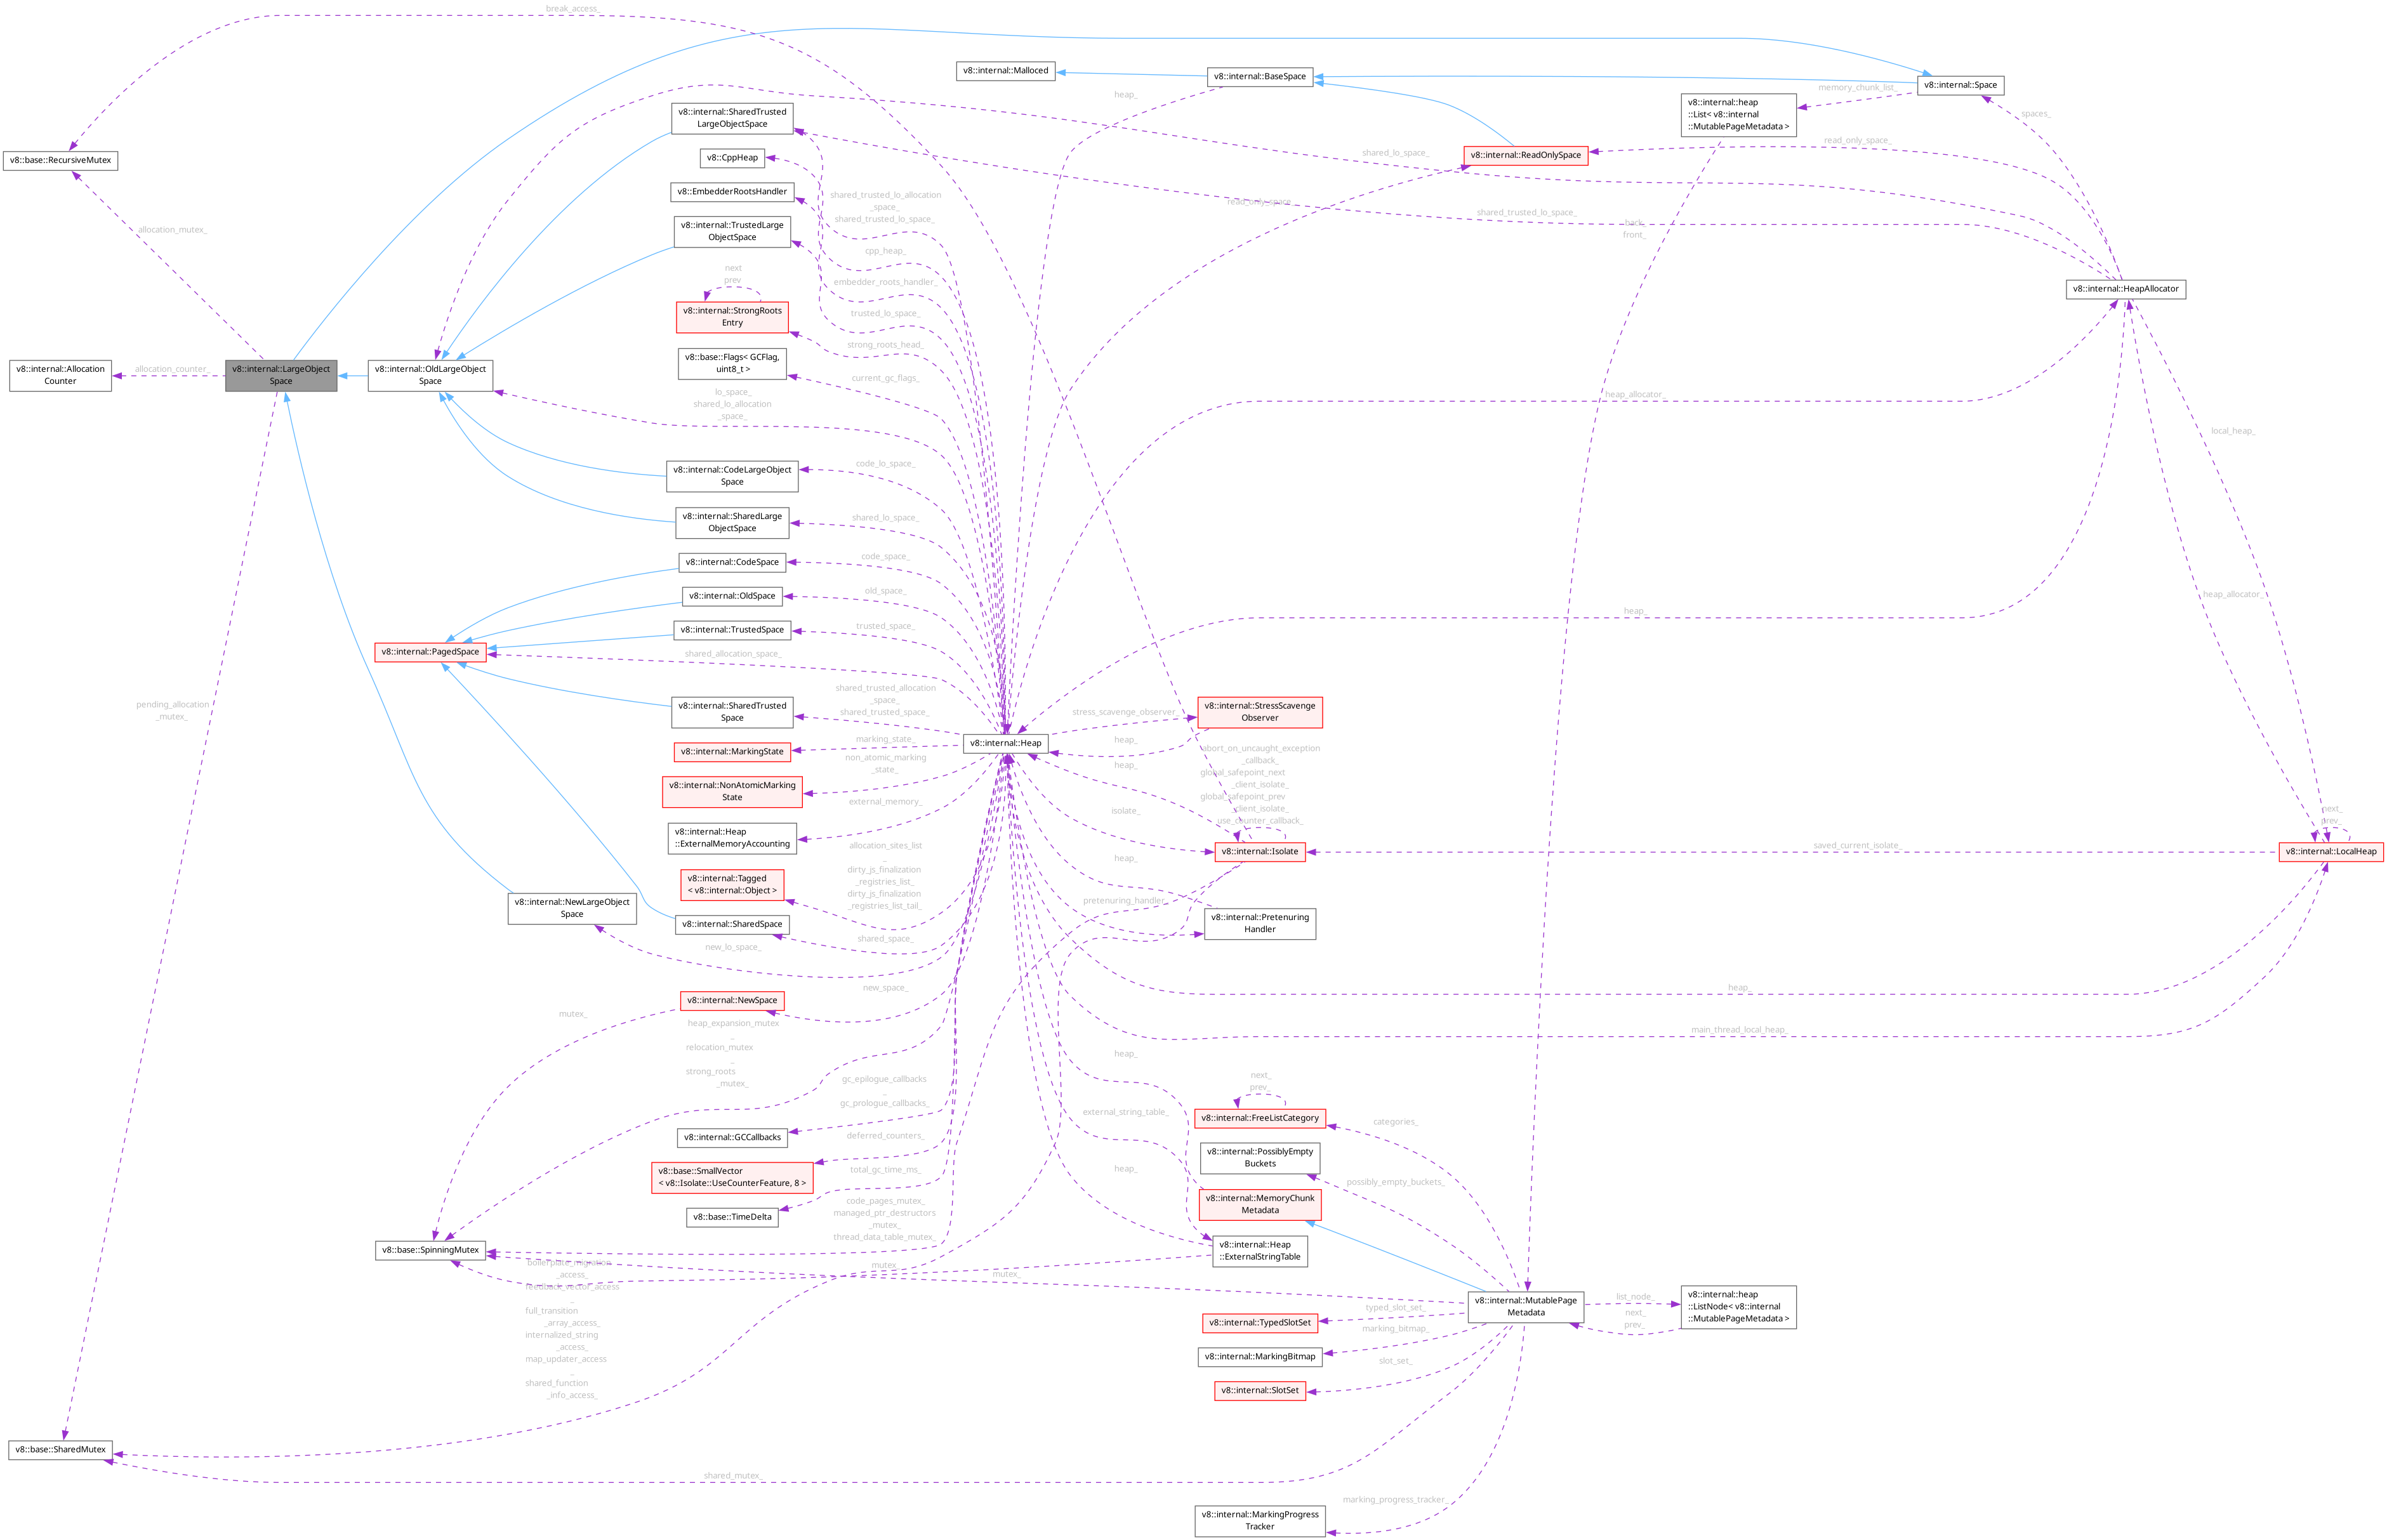 break_access_
v8::internal::Malloced
v8::internal::BaseSpace
v8::internal::Space
heap_
memory_chunk_list_
v8::internal::heap
::List< v8::internal
::MutablePageMetadata >
spaces_
v8::internal::SharedTrusted
LargeObjectSpace
v8::CppHeap
v8::base::RecursiveMutex
shared_lo_space_
v8::internal::ReadOnlySpace
read_only_space_
v8::EmbedderRootsHandler
shared_trusted_lo_allocation
_space_
shared_trusted_lo_space_
read_only_space_
shared_trusted_lo_space_
back_
front_
allocation_mutex_
v8::internal::TrustedLarge
ObjectSpace
cpp_heap_
next
prev
embedder_roots_handler_
v8::internal::HeapAllocator
v8::internal::StrongRoots
Entry
trusted_lo_space_
strong_roots_head_
v8::base::Flags< GCFlag,
uint8_t >
current_gc_flags_
v8::internal::Allocation
Counter
allocation_counter_
v8::internal::LargeObject
Space
v8::internal::OldLargeObject
Space
lo_space_
shared_lo_allocation
_space_
heap_allocator_
local_heap_
v8::internal::CodeLargeObject
Space
code_lo_space_
v8::internal::SharedLarge
ObjectSpace
shared_lo_space_
v8::internal::CodeSpace
code_space_
v8::internal::OldSpace
old_space_
heap_allocator_
v8::internal::TrustedSpace
trusted_space_
heap_
v8::internal::PagedSpace
shared_allocation_space_
v8::internal::SharedTrusted
Space
shared_trusted_allocation
_space_
shared_trusted_space_
pending_allocation
_mutex_
stress_scavenge_observer_
v8::internal::StressScavenge
Observer
v8::internal::Heap
heap_
v8::internal::MarkingState
marking_state_
v8::internal::NonAtomicMarking
State
non_atomic_marking
_state_
heap_
abort_on_uncaught_exception
_callback_
global_safepoint_next
_client_isolate_
global_safepoint_prev
_client_isolate_
use_counter_callback_
isolate_
v8::internal::Heap
::ExternalMemoryAccounting
external_memory_
next_
prev_
v8::internal::Isolate
saved_current_isolate_
v8::internal::LocalHeap
v8::internal::Tagged
< v8::internal::Object >
allocation_sites_list
_
dirty_js_finalization
_registries_list_
dirty_js_finalization
_registries_list_tail_
heap_
pretenuring_handler_
v8::internal::Pretenuring
Handler
v8::internal::NewLargeObject
Space
v8::internal::SharedSpace
shared_space_
new_lo_space_
heap_
v8::internal::NewSpace
new_space_
mutex_
heap_expansion_mutex
_
relocation_mutex
_
strong_roots
_mutex_
main_thread_local_heap_
heap_
gc_epilogue_callbacks
_
gc_prologue_callbacks_
next_
prev_
v8::internal::FreeListCategory
external_string_table_
categories_
v8::internal::GCCallbacks
deferred_counters_
v8::internal::PossiblyEmpty
Buckets
v8::base::SmallVector
< v8::Isolate::UseCounterFeature, 8 >
total_gc_time_ms_
heap_
possibly_empty_buckets_
v8::internal::MemoryChunk
Metadata
v8::base::TimeDelta
code_pages_mutex_
managed_ptr_destructors
_mutex_
thread_data_table_mutex_
v8::base::SpinningMutex
v8::internal::Heap
::ExternalStringTable
boilerplate_migration
_access_
feedback_vector_access
_
full_transition
_array_access_
internalized_string
_access_
map_updater_access
_
shared_function
_info_access_
mutex_
mutex_
v8::internal::MutablePage
Metadata
list_node_
v8::internal::heap
::ListNode< v8::internal
::MutablePageMetadata >
next_
prev_
typed_slot_set_
v8::internal::TypedSlotSet
marking_bitmap_
v8::internal::MarkingBitmap
slot_set_
v8::internal::SlotSet
v8::base::SharedMutex
shared_mutex_
marking_progress_tracker_
v8::internal::MarkingProgress
Tracker